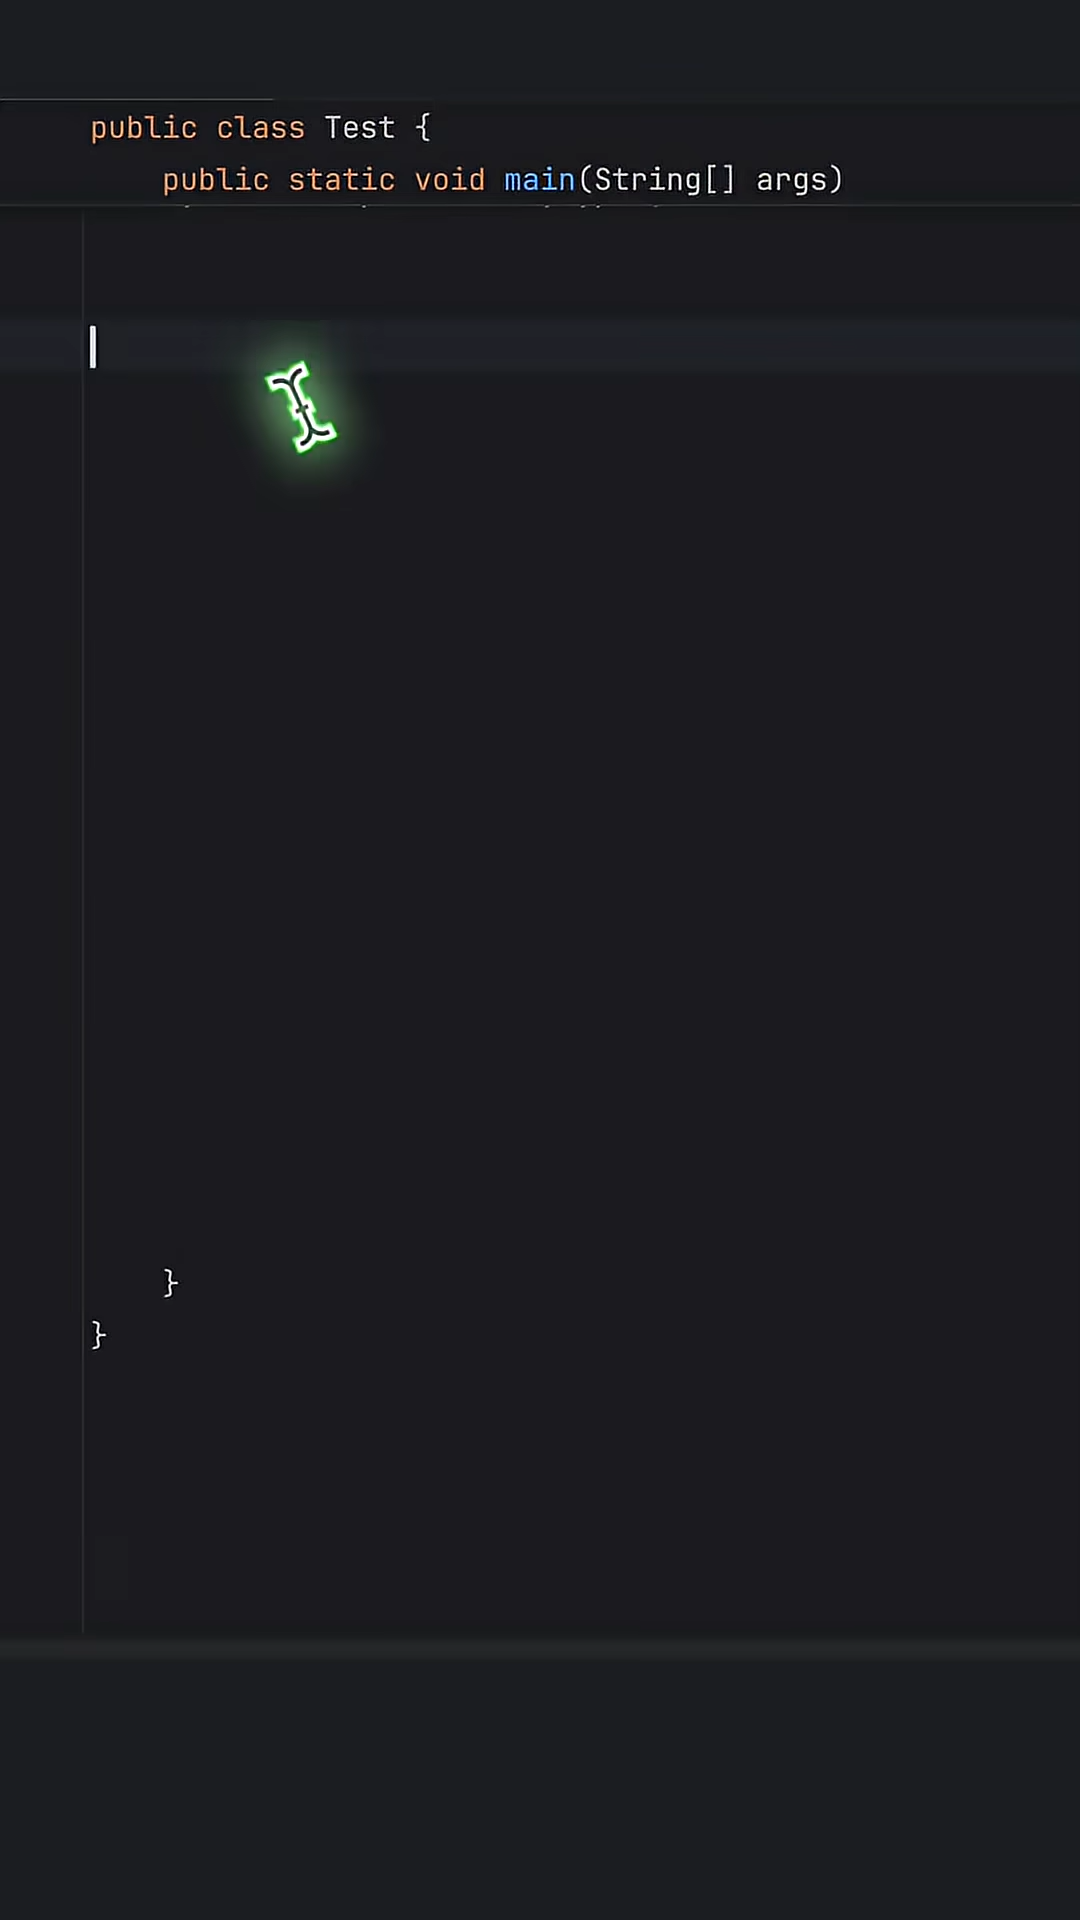 public class Test {
public static void main(String[] args)
}
}